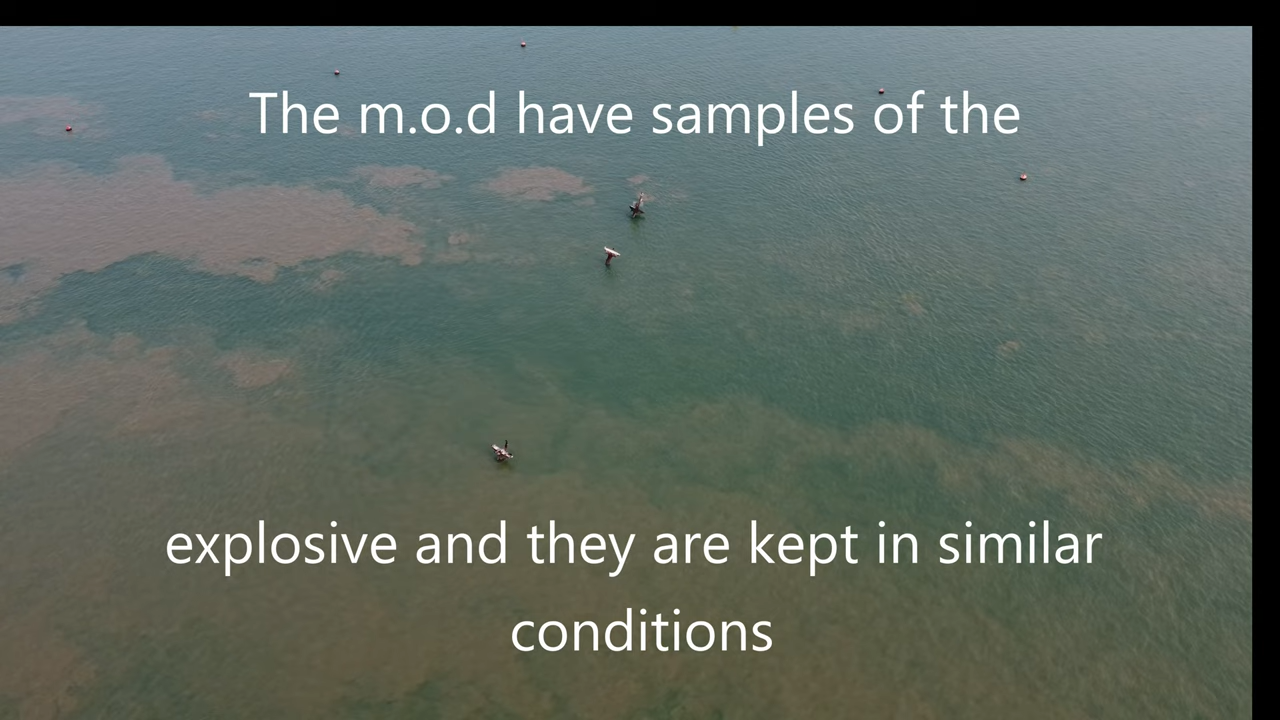 The m.o.d have samples of the
explosive and they are kept in similar
conditions